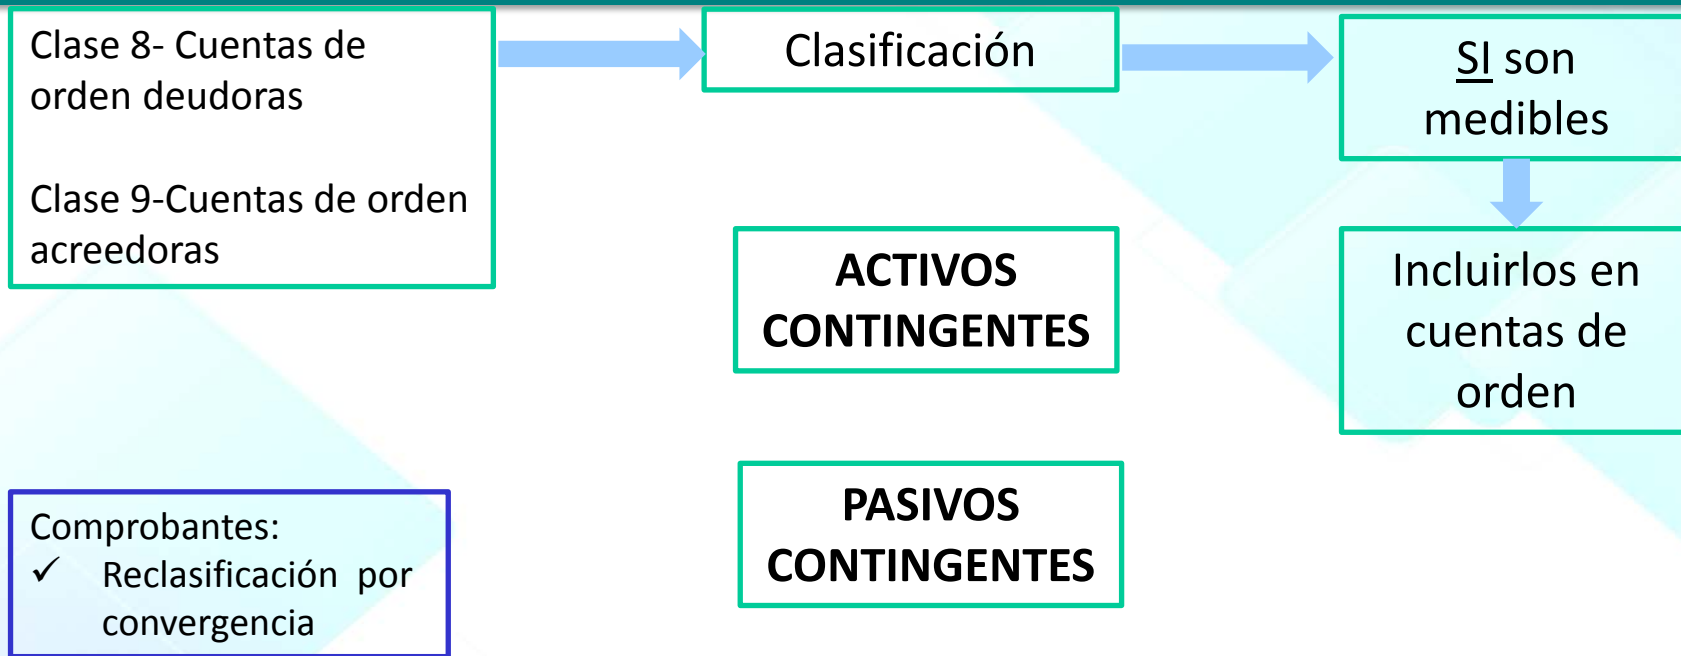 Clase 8- Cuentas de
orden deudoras
Clase 9-Cuentas de orden
acreedoras
Clasificación
SI son
medibles
ACTIVOS
CONTINGENTES
Incluirlos en
cuentas de
orden
PASIVOS
CONTINGENTES
Comprobantes:
✓ Reclasificación por
convergencia